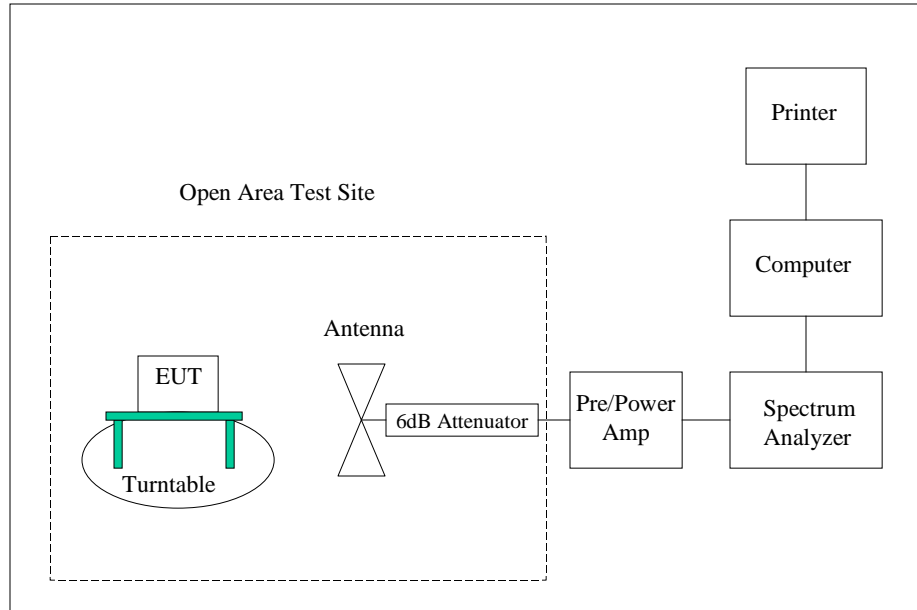 Printer
Open Area Test Site
Computer
Antenna
EUT
6dB Attenuator
Pre/Power
Amp
Spectrum
Analyzer
Turntable